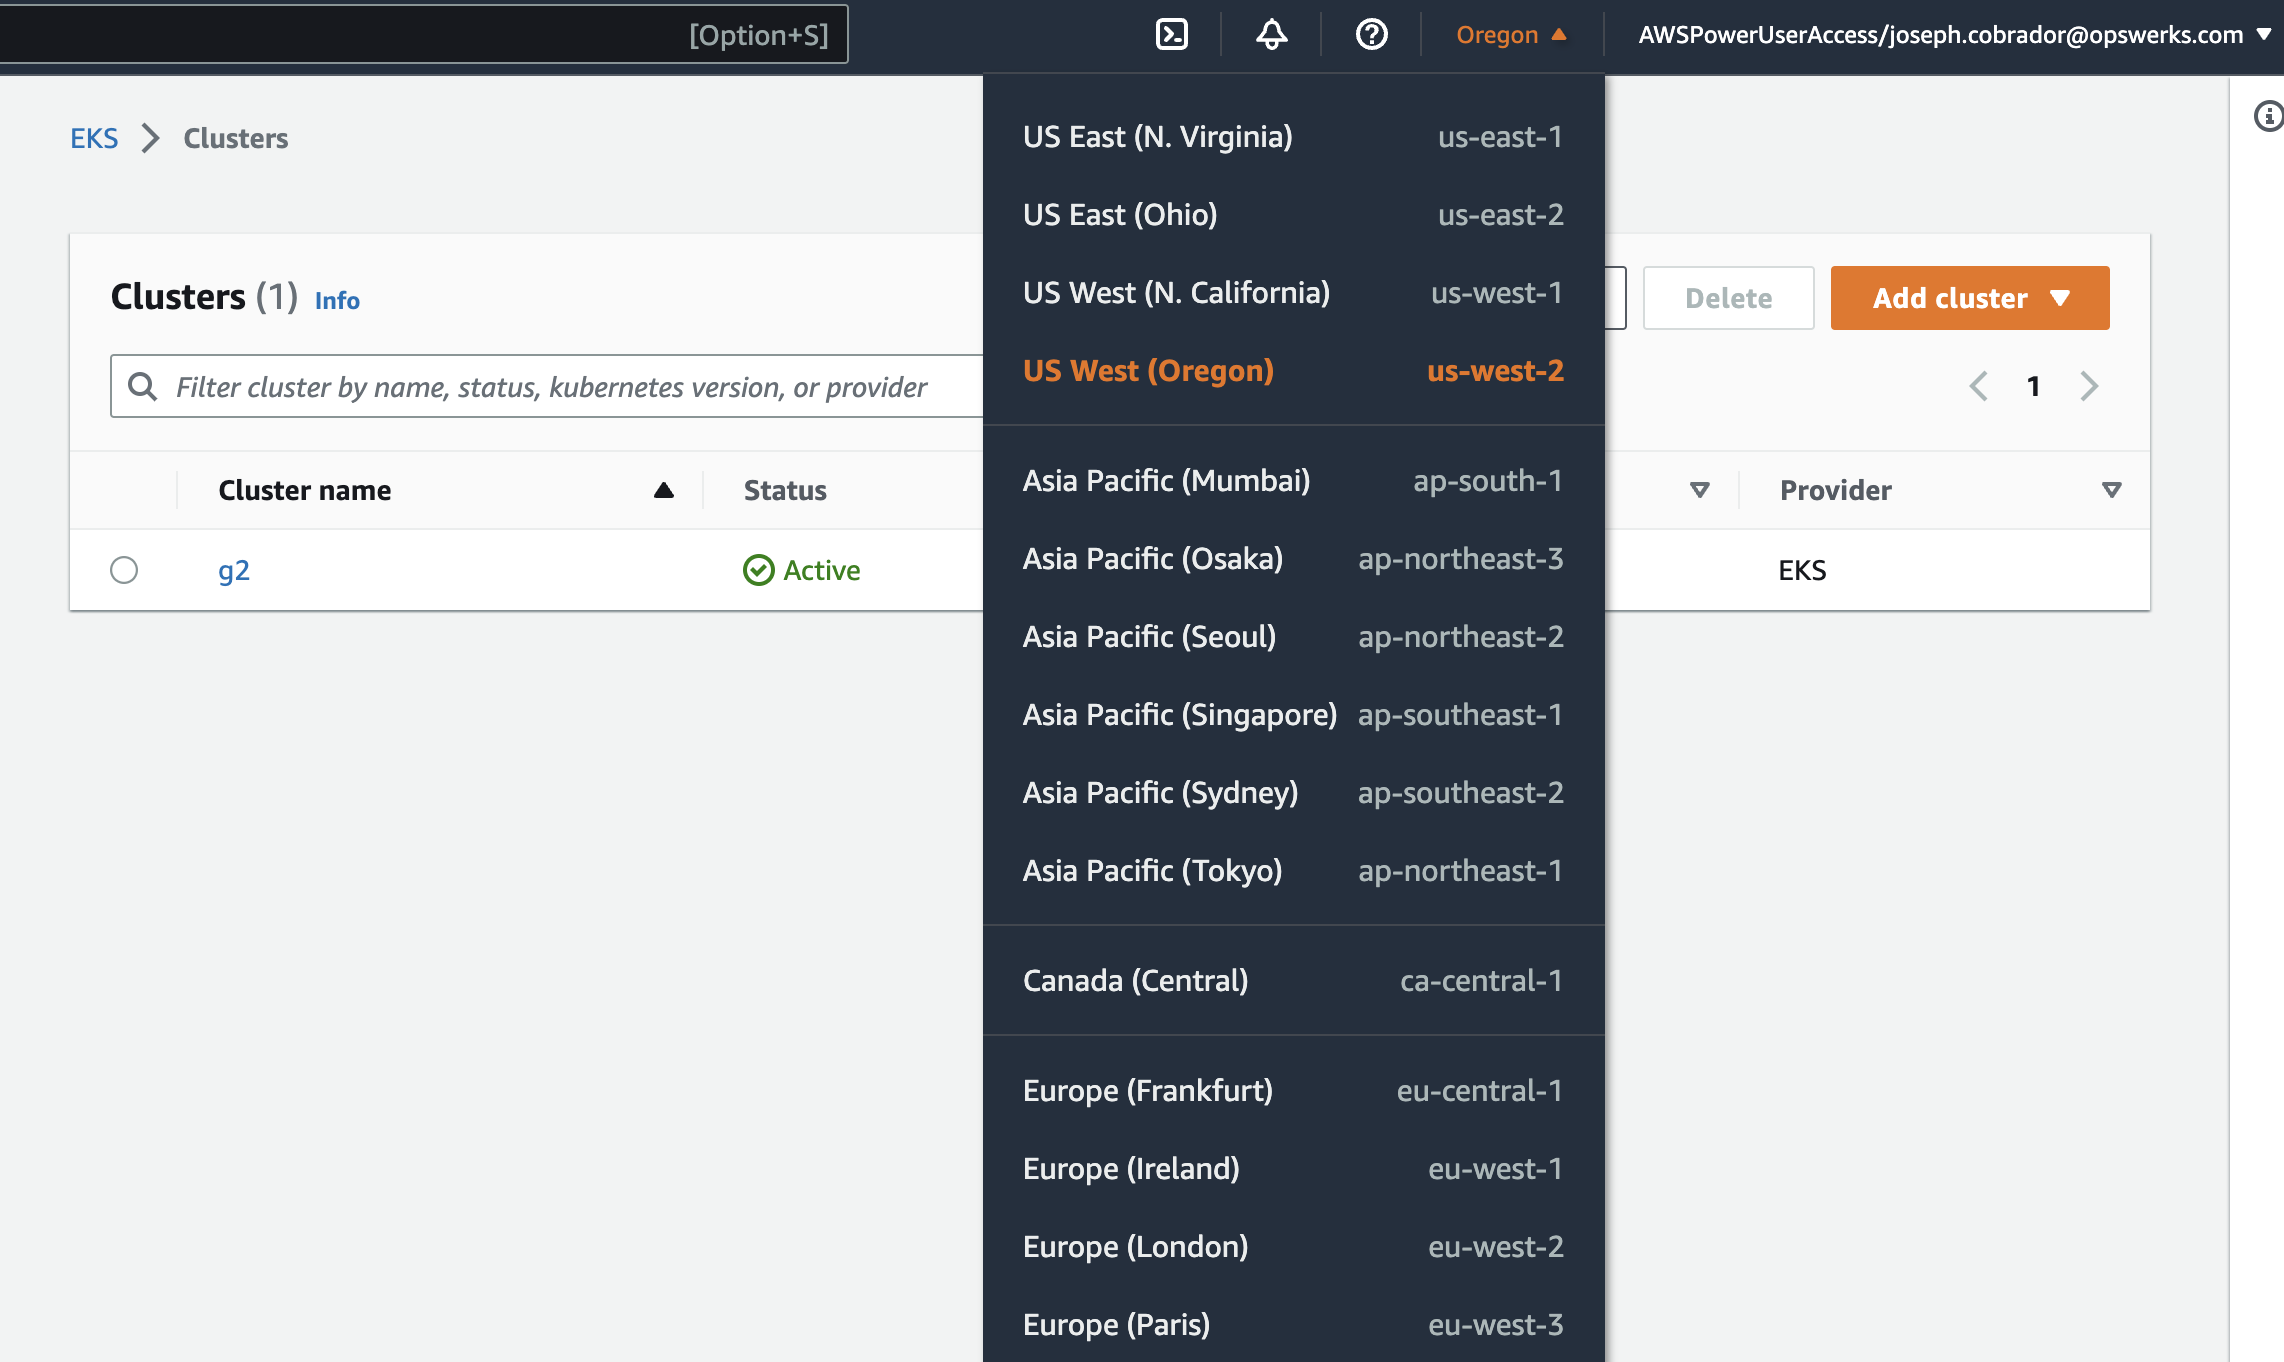 [Option+S]
Oregon
AWSPowerUserAccess/joseph.cobrador@opswerks.com
EKS
Clusters
Clusters (1) Info
Delete
Add cluster
Filter cluster by name, status, kubernetes version, or provider
1
Cluster name
Status
Provider
g2
Active
EKS
US East (N. Virginia) us-east-1
US East (Ohio) us-east-2
US West (N. California) us-west-1
US West (Oregon) us-west-2
Asia Pacific (Mumbai) ap-south-1
Asia Pacific (Osaka) ap-northeast-3
Asia Pacific (Seoul) ap-northeast-2
Asia Pacific (Singapore) ap-southeast-1
Asia Pacific (Sydney) ap-southeast-2
Asia Pacific (Tokyo) ap-northeast-1
Canada (Central) ca-central-1
Europe (Frankfurt) eu-central-1
Europe (Ireland) eu-west-1
Europe (London) eu-west-2
Europe (Paris) eu-west-3